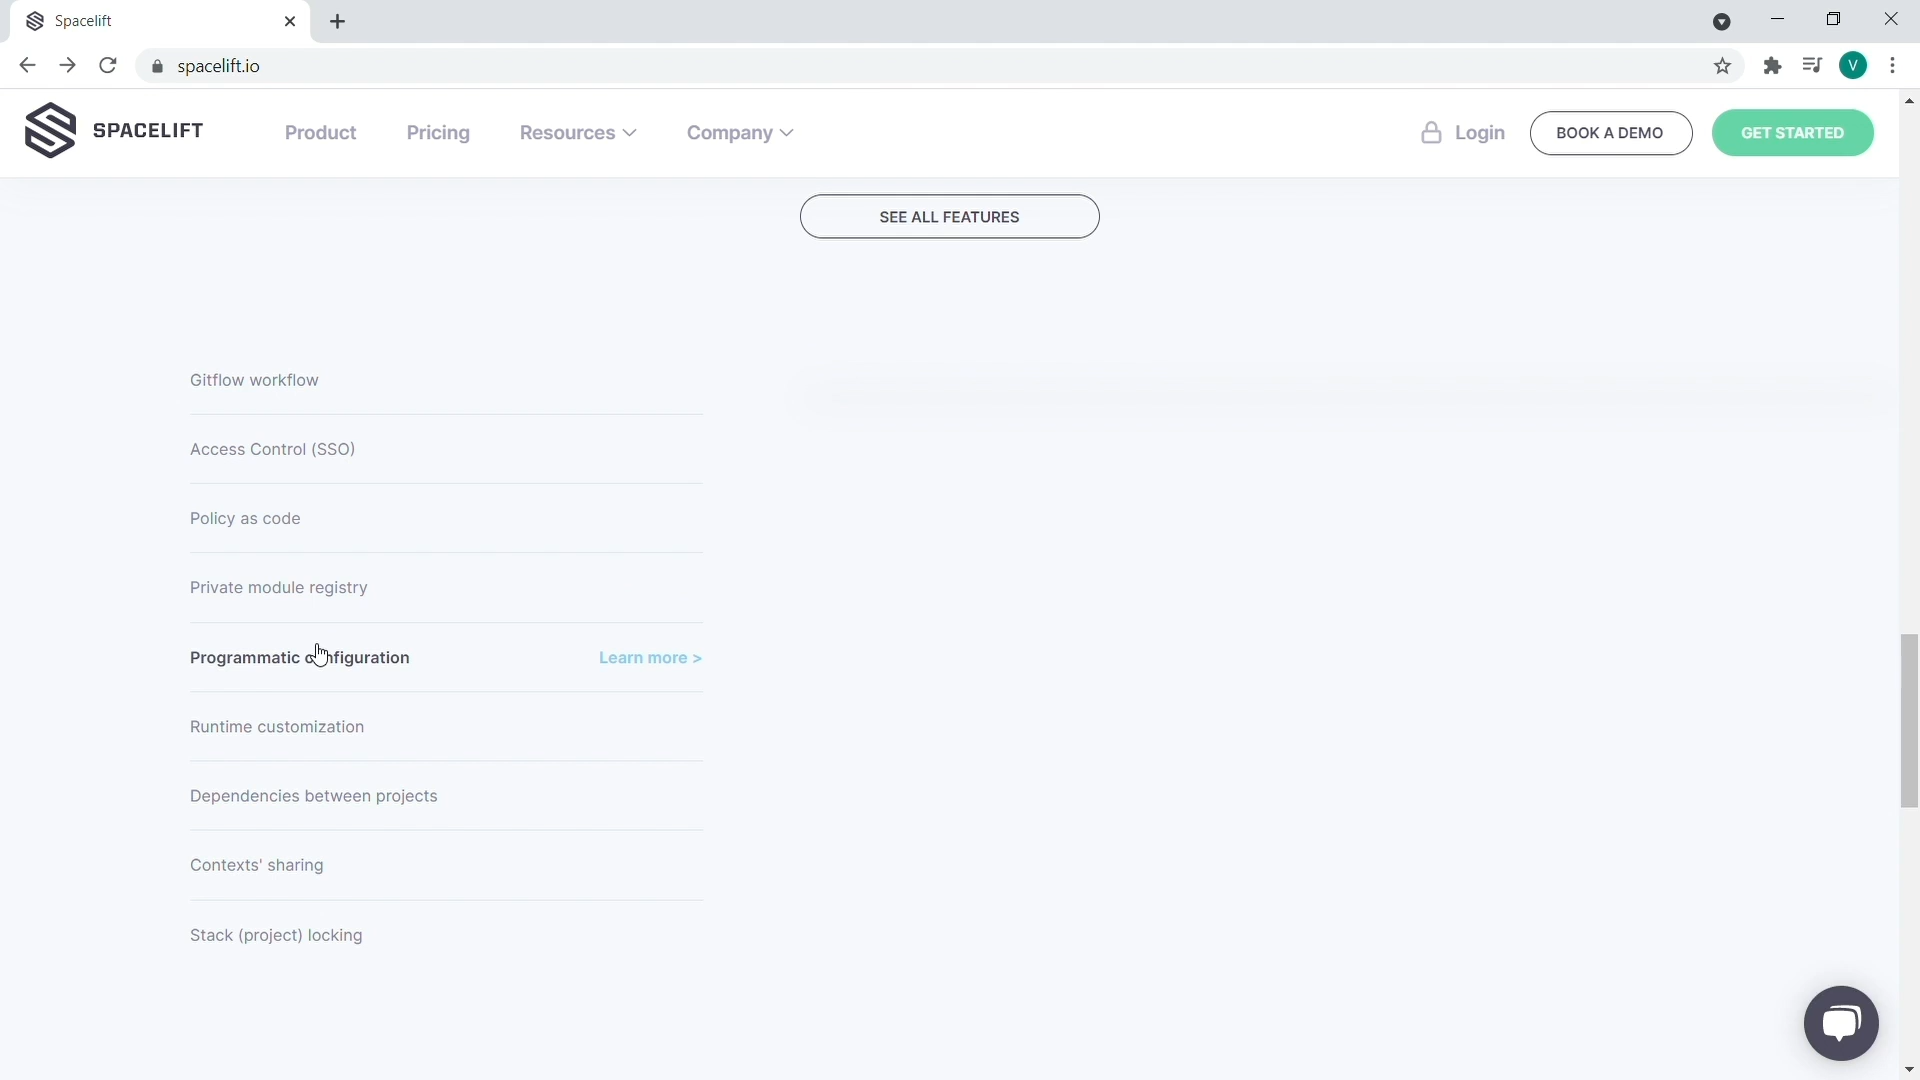 Spacelift
spacelift.io
V
SPACELIFT
Product
Pricing
Resources
Company
Login
BOOK A DEMO
GET STARTED
SEE ALL FEATURES
Gitflow workflow
Access Control (SSO)
Policy as code
Private module registry
Programmatic configuration
Learn more >
Runtime customization
Dependencies between projects
Contexts' sharing
Stack (project) locking